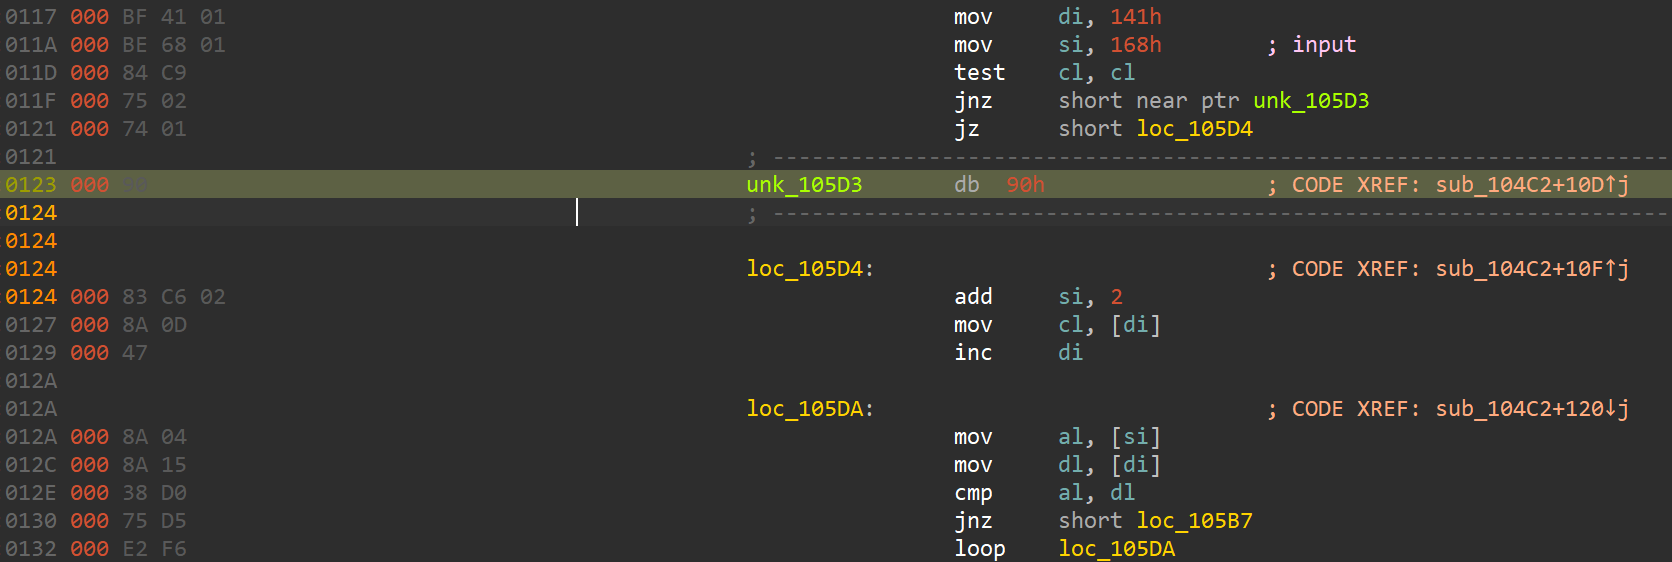 0117 000 BF 41 01 mov di, 141h
011A 000 BE 68 01 mov si, 168h ; input
011D 000 84 C9 test cl, cl
011F 000 75 02 jnz short near ptr unk_105D3
0121 000 74 01 jz short loc_105D4
0121 ; ---------------------------------------------------------------------
0123 000 90 unk_105D3 db 90h ; CODE XREF: sub_104C2+10D↑j
0124 ; ---------------------------------------------------------------------
0124
0124 loc_105D4: ; CODE XREF: sub_104C2+10F↑j
0124 000 83 C6 02 add si, 2
0127 000 8A 0D mov cl, [di]
0129 000 47 inc di
012A
012A loc_105DA: ; CODE XREF: sub_104C2+120↓j
012A 000 8A 04 mov al, [si]
012C 000 8A 15 mov dl, [di]
012E 000 38 D0 cmp al, dl
0130 000 75 D5 jnz short loc_105B7
0132 000 E2 F6 loop loc_105DA